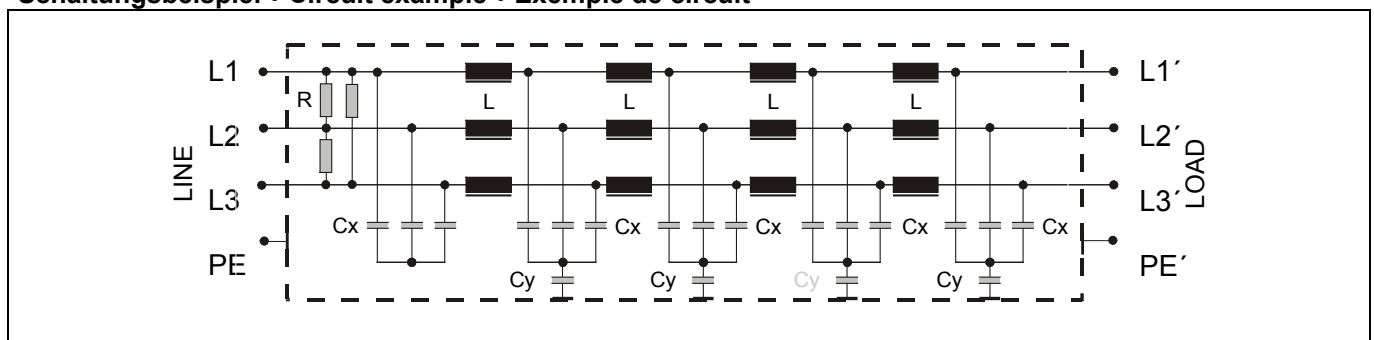 Schaltungsbeispiel • Circuit example • Exemple de circuit
L1
L1´
R
L
L
L
L
L2
L2´
LINE
LOAD
L3
L3´
Cx
Cx
Cx
Cx
Cx
PE
PE´
Cy
Cy
Cy
Cy